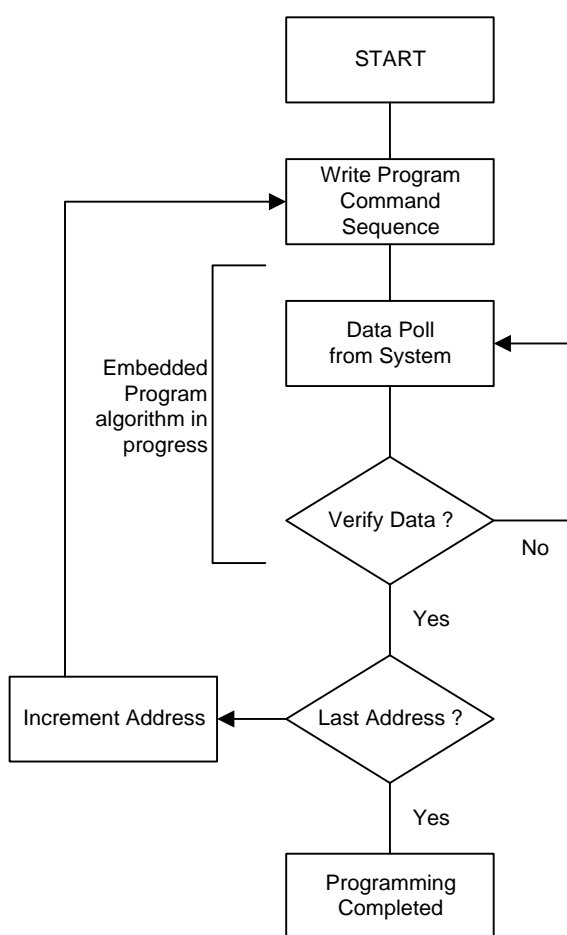 START
Write Program
Command
Sequence
Data Poll
from System
Embedded
Program
algorithm in
progress
Verify Data ?
No
Yes
Increment Address
Last Address ?
Yes
Programming
Completed